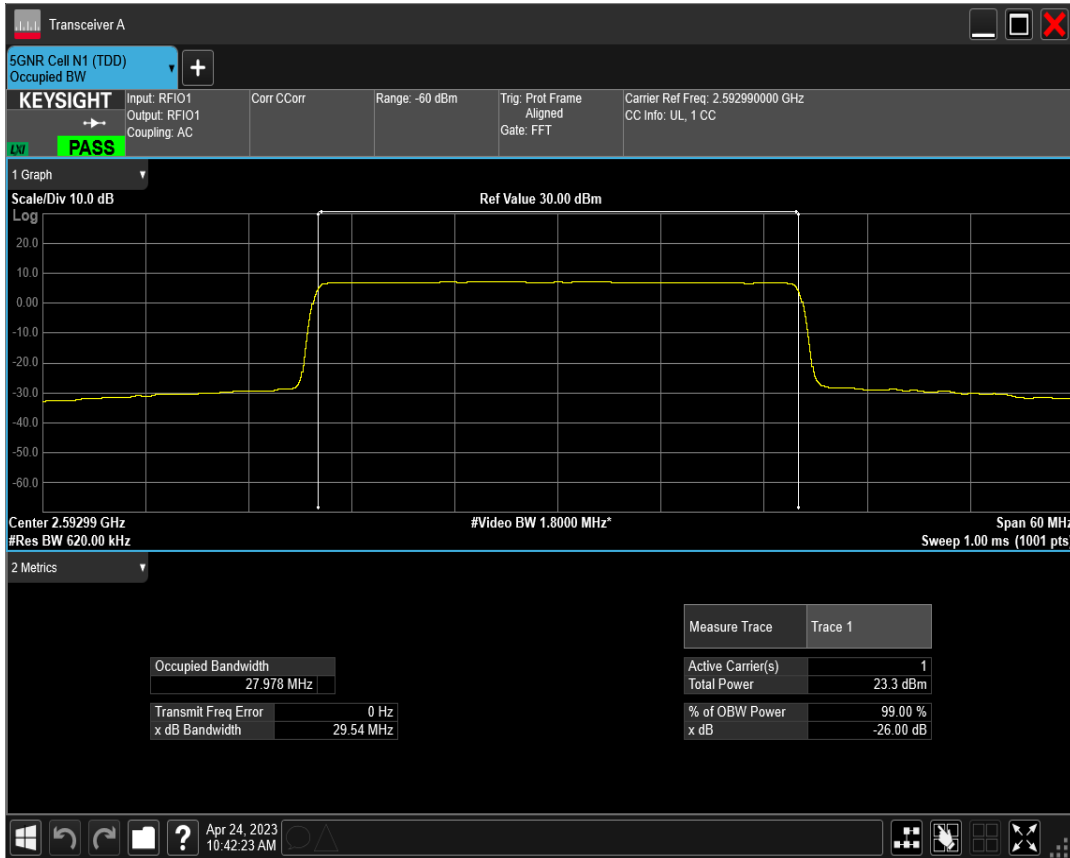 Transceiver A
5GNR Cell N1 (TDD)
Occupied BW
+
KEYSIGHT
LXI
PASS
Input: RFIO1
Output: RFIO1
Coupling: AC
Corr CCorr
Range: -60 dBm
Trig: Prot Frame
Aligned
Gate: FFT
Carrier Ref Freq: 2.592990000 GHz
CC Info: UL, 1 CC
1 Graph
Scale/Div 10.0 dB
Ref Value 30.00 dBm
Log
20.0
10.0
0.00
-10.0
-20.0
-30.0
-40.0
-50.0
-60.0
Center 2.59299 GHz
#Video BW 1.8000 MHz*
Span 60 MHz
#Res BW 620.00 kHz
Sweep 1.00 ms (1001 pts)
2 Metrics
Measure Trace Trace 1
Occupied Bandwidth
27.978 MHz
Active Carrier(s) 1
Total Power 23.3 dBm
Transmit Freq Error 0 Hz
x dB Bandwidth 29.54 MHz
% of OBW Power 99.00 %
x dB -26.00 dB
?
Apr 24, 2023
10:42:23 AM